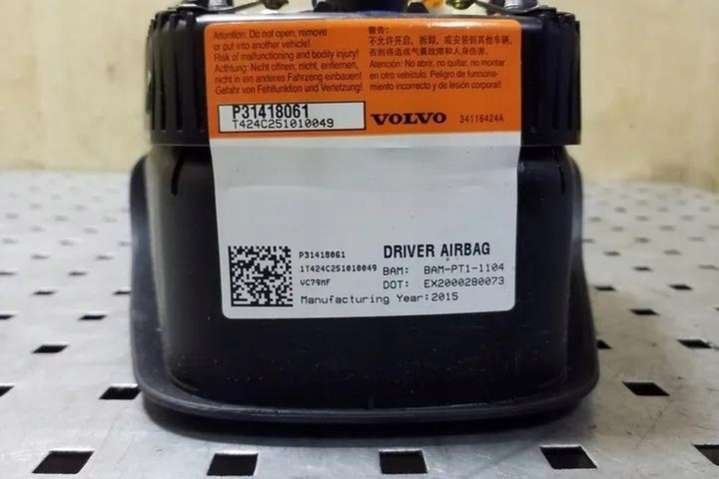 Attention: Do not open, remove
or put into another vehicle!
Risk of malfunctioning and bodily injury!
Achtung: Nicht öffnen, nicht, entfernen,
nicht in ein anderes Fahrzeug einbauen!
Gefahr von Fehlfunktion und Verletzung!
警告:
不允许开启，拆卸，或安装到其他车辆，
否则将造成气囊故障和人身伤害。
Atención: No abrir, no quitar, no montar
en otro vehículo. Peligro de funciona-
miento incorrecto y de lesión corporal!
P31418061
T424C251010049
VOLVO
34116424A
P31418061
1T424C251010049
VC79MF
DRIVER AIRBAG
BAM: BAM-PT1-1104
DOT: EX2000280073
Manufacturing Year:2015